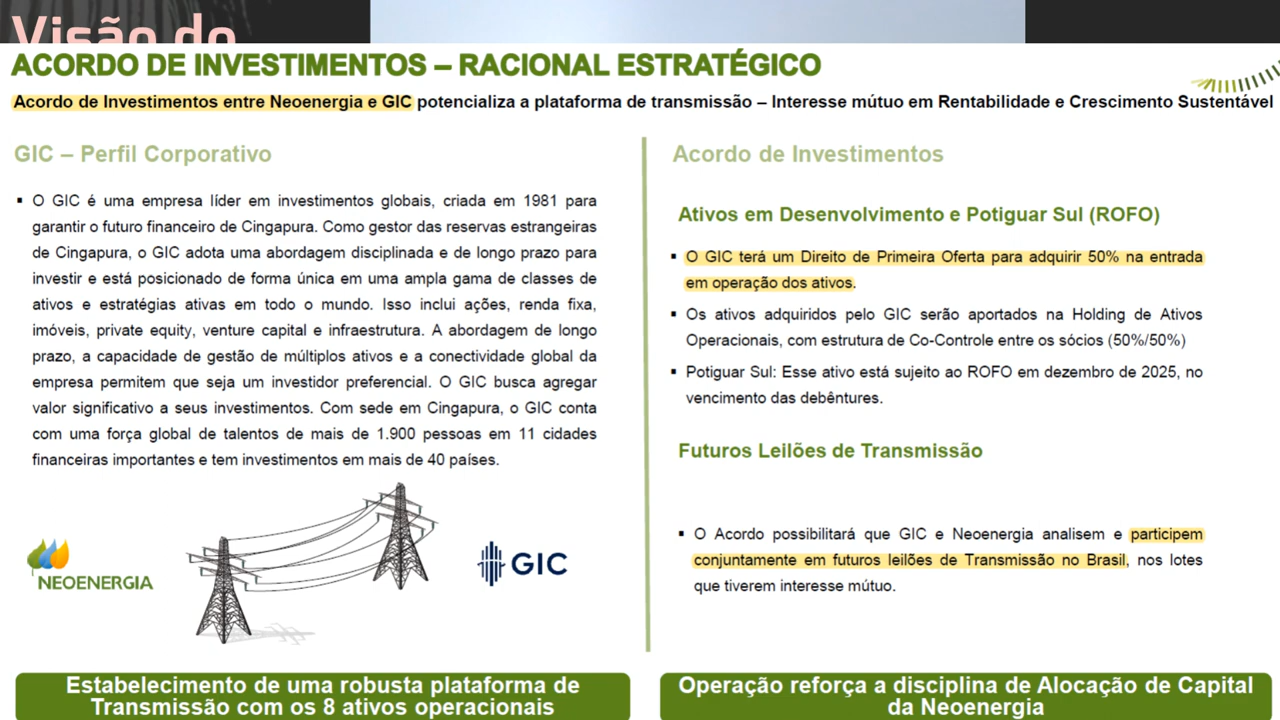 Visão do
ACORDO DE INVESTIMENTOS – RACIONAL ESTRATÉGICO
Acordo de Investimentos entre Neoenergia e GIC potencializa a plataforma de transmissão – Interesse mútuo em Rentabilidade e Crescimento Sustentável
GIC – Perfil Corporativo
▪ O GIC é uma empresa líder em investimentos globais, criada em 1981 para
garantir o futuro financeiro de Cingapura. Como gestor das reservas estrangeiras
de Cingapura, o GIC adota uma abordagem disciplinada e de longo prazo para
investir e está posicionado de forma única em uma ampla gama de classes de
ativos e estratégias ativas em todo o mundo. Isso inclui ações, renda fixa,
imóveis, private equity, venture capital e infraestrutura. A abordagem de longo
prazo, a capacidade de gestão de múltiplos ativos e a conectividade global da
empresa permitem que seja um investidor preferencial. O GIC busca agregar
valor significativo a seus investimentos. Com sede em Cingapura, o GIC conta
com uma força global de talentos de mais de 1.900 pessoas em 11 cidades
financeiras importantes e tem investimentos em mais de 40 países.
NEOENERGIA
GIC
Estabelecimento de uma robusta plataforma de
Transmissão com os 8 ativos operacionais
Acordo de Investimentos
Ativos em Desenvolvimento e Potiguar Sul (ROFO)
▪ O GIC terá um Direito de Primeira Oferta para adquirir 50% na entrada
em operação dos ativos.
▪ Os ativos adquiridos pelo GIC serão aportados na Holding de Ativos
Operacionais, com estrutura de Co-Controle entre os sócios (50%/50%)
▪ Potiguar Sul: Esse ativo está sujeito ao ROFO em dezembro de 2025, no
vencimento das debêntures.
Futuros Leilões de Transmissão
▪ O Acordo possibilitará que GIC e Neoenergia analisem e participem
conjuntamente em futuros leilões de Transmissão no Brasil, nos lotes
que tiverem interesse mútuo.
Operação reforça a disciplina de Alocação de Capital
da Neoenergia